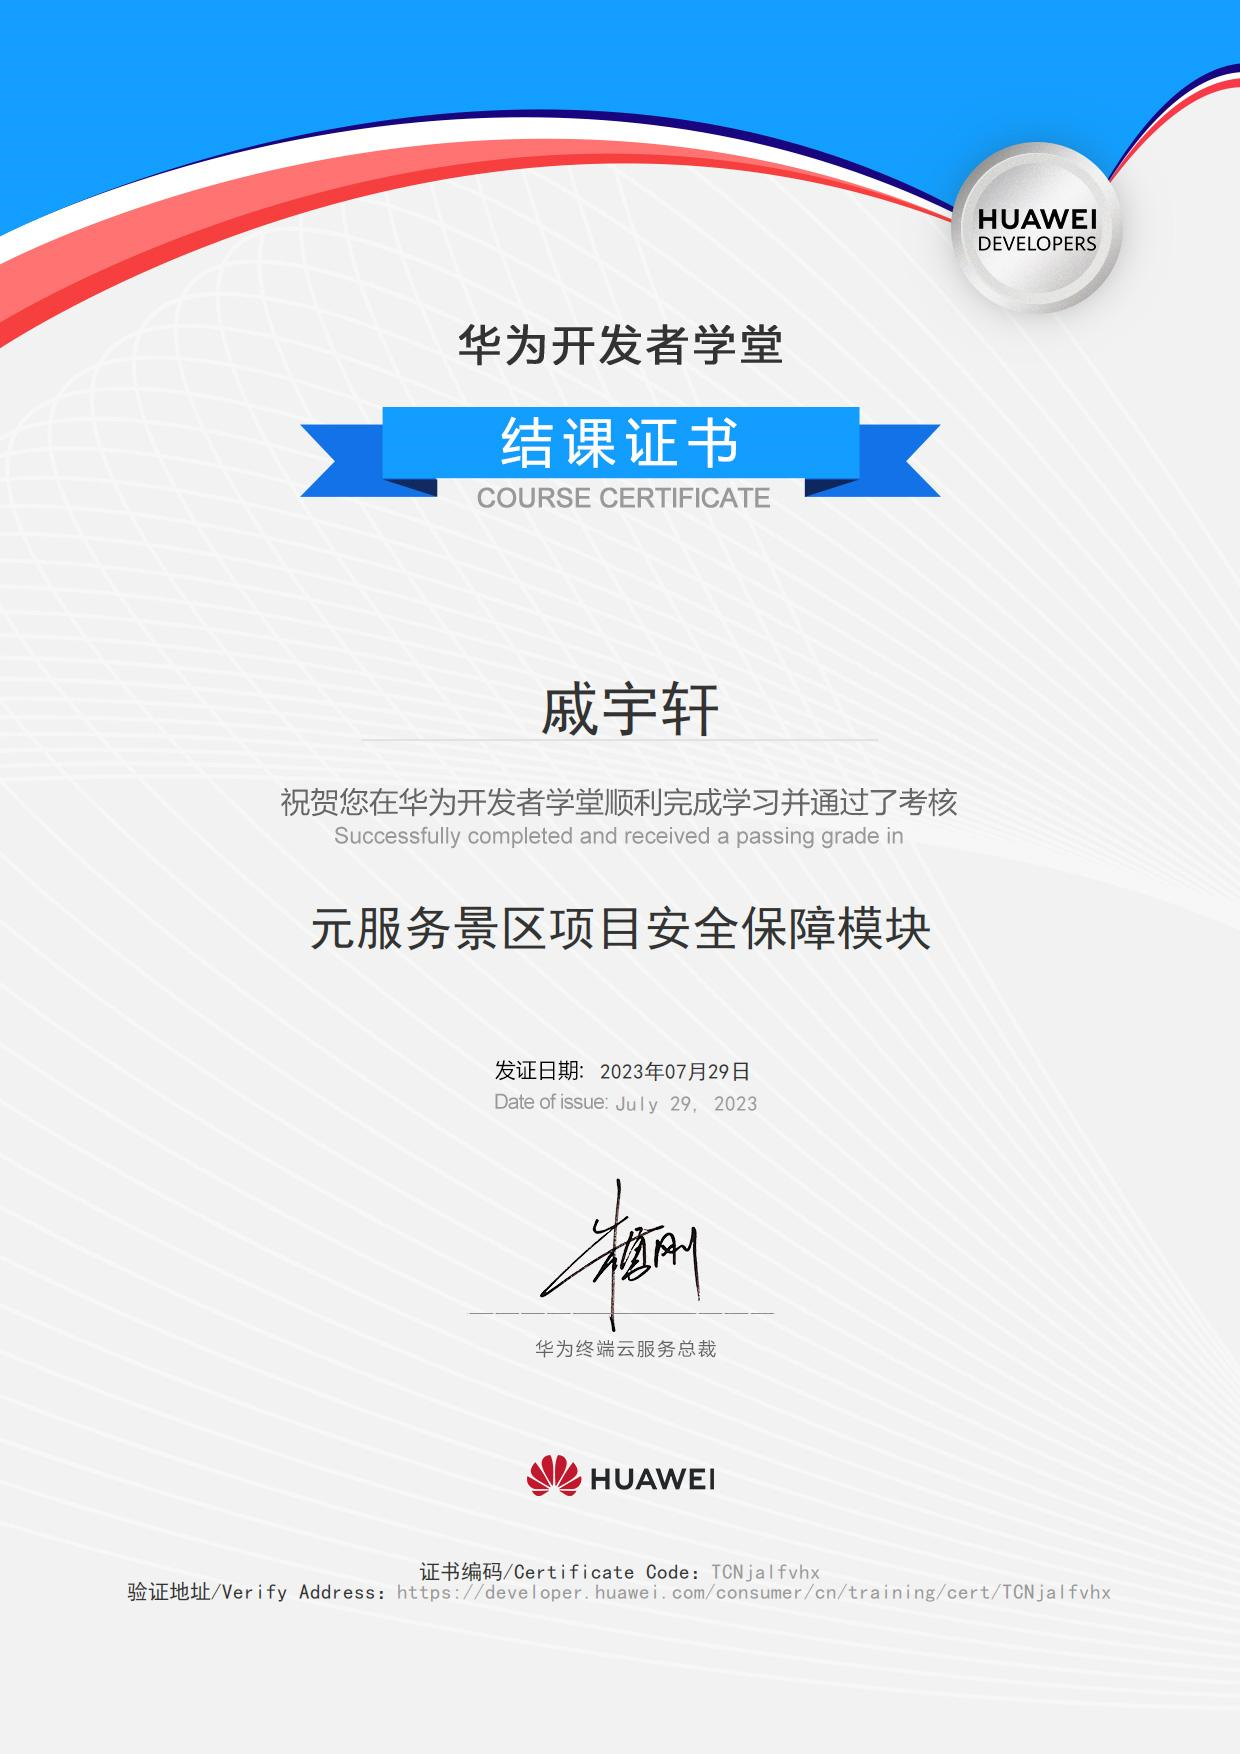 HUAWEI
DEVELOPERS
华为开发者学堂
结课证书
COURSE CERTIFICATE
戚宇轩
祝贺您在华为开发者学堂顺利完成学习并通过了考核
Successfully completed and received a passing grade in
元服务景区项目安全保障模块
发证日期: 2023年07月29日
Date of issue: July 29, 2023
华为终端云服务总裁
HUAWEI
证书编码/Certificate Code: TCNjalfvhx
验证地址/Verify Address: https://developer.huawei.com/consumer/cn/training/cert/TCNjalfvhx